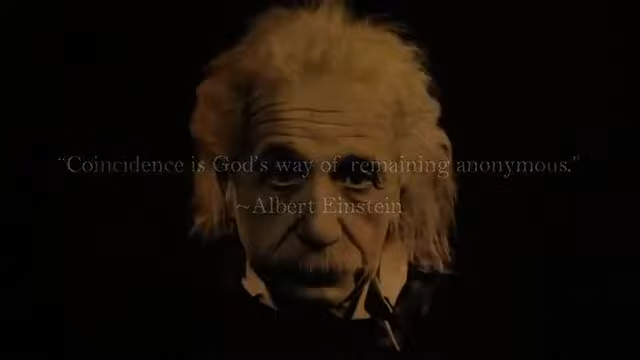 “Coincidence is God’s way of remaining anonymous.”
~Albert Einstein